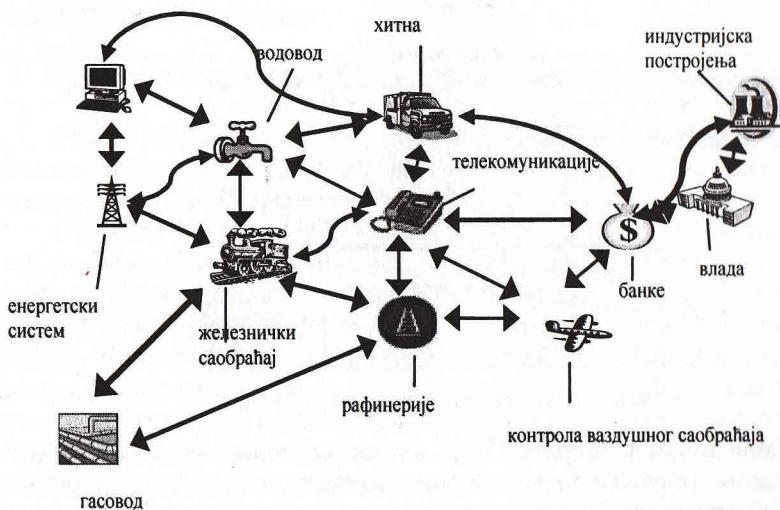 хитна
водовод
индустријска
постројења
телекомуникације
$
влада
банке
енергетски
систем
железнички
саобраћај
рафинерије
контрола ваздушног саобраћаја
гасовод